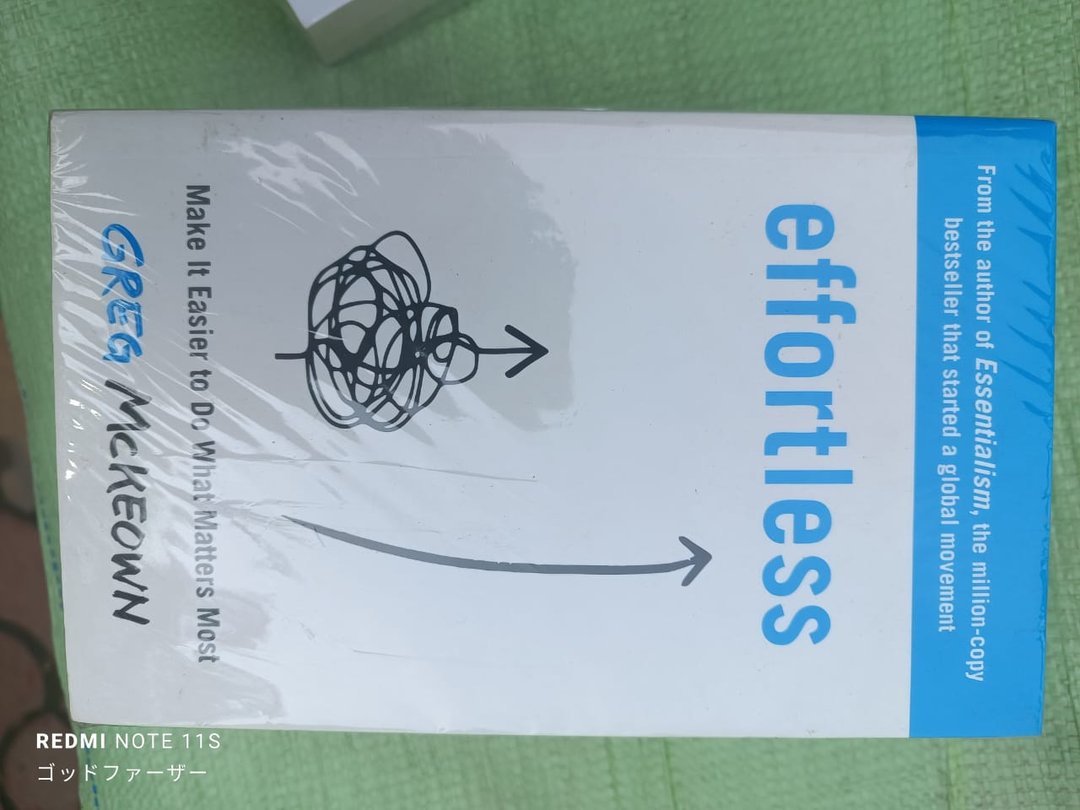 From the author of Essentialism, the million-copy
bestseller that started a global movement
effortless
Make It Easier to Do What Matters Most
GREG McKEOWN
REDMI NOTE 11S
ゴッドファーザー